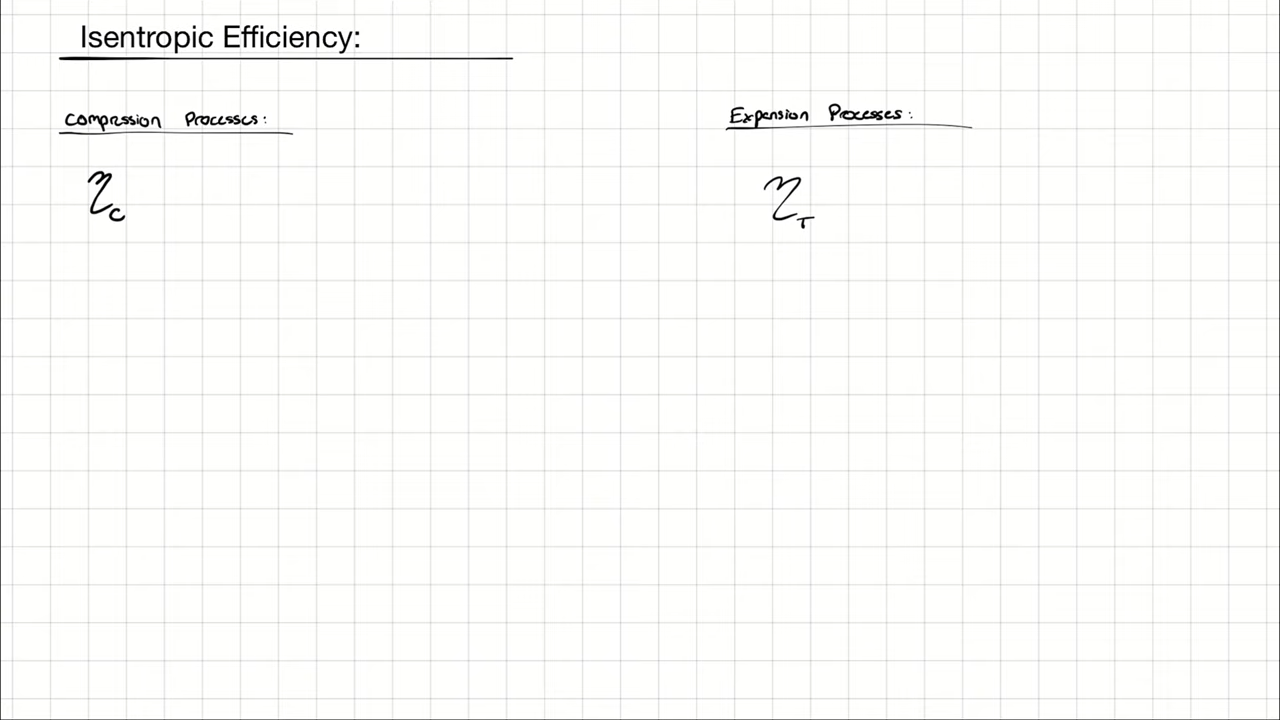 Isentropic Efficiency:
Compression Processes:
Expansion Processes:
η_c
η_T